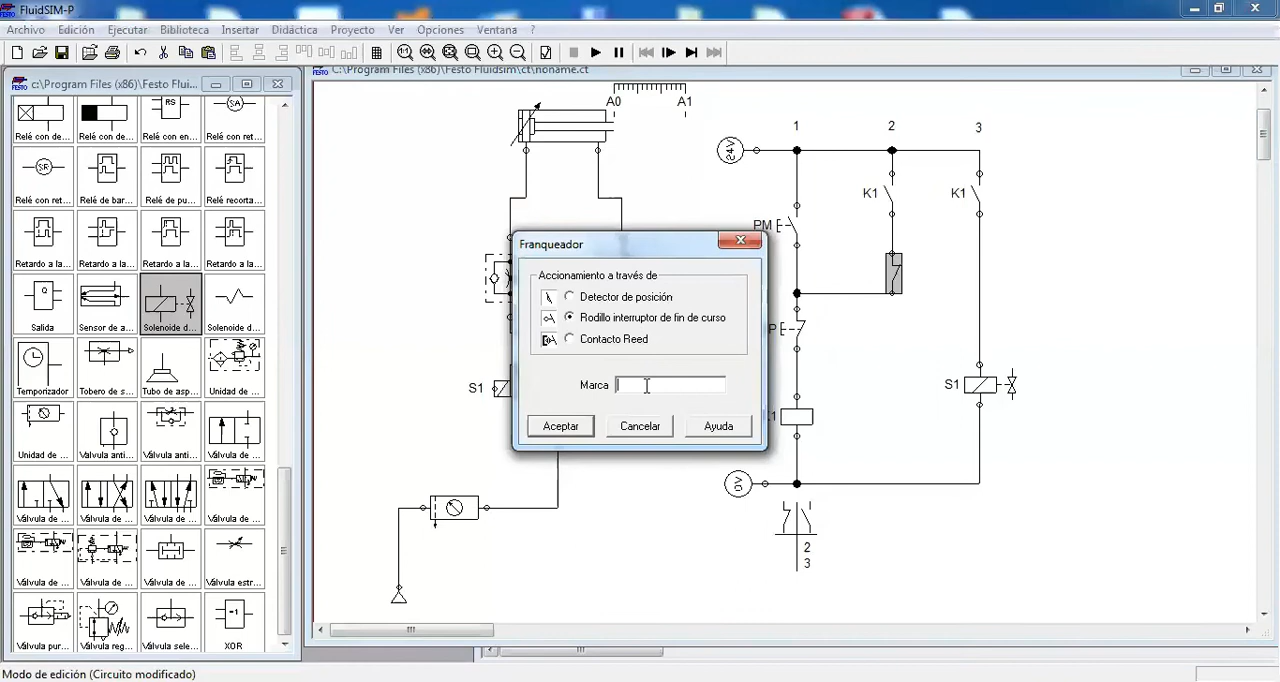 FluidSIM-P
Archivo Edición Ejecutar Biblioteca Insertar Didáctica Proyecto Ver Opciones Ventana ?
c:\Program Files (x86)\Festo Flui...
C:\Program Files (x86)\Festo Fluidsim\ct\noname.ct
RS SA
Relé con de... Relé con de... Relé con en... Relé con ret...
SR
Relé con ret... Relé de bar... Relé de pu... Relé recorta...
Retardo a la... Retardo a la... Retardo a la... Retardo a la...
Salida Sensor de a... Solenoide d... Solenoide d...
Temporizador Tobero de s... Tubo de asp... Unidad de ...
Unidad de ... Válvula anti... Válvula anti... Válvula de ...
Válvula de ... Válvula de ... Válvula de ... Válvula de ...
Válvula de ... Válvula de ... Válvula de ... Válvula estr...
=1
Válvula pur... Válvula reg... Válvula sele... XOR
A0 A1
1 2 3
24V
K1 K1
PM
P
S1
S1
1
0V
2
3
Franqueador
Accionamiento a través de
Detector de posición
Rodillo interruptor de fin de curso
Contacto Reed
Marca
Aceptar Cancelar Ayuda
Modo de edición (Circuito modificado)